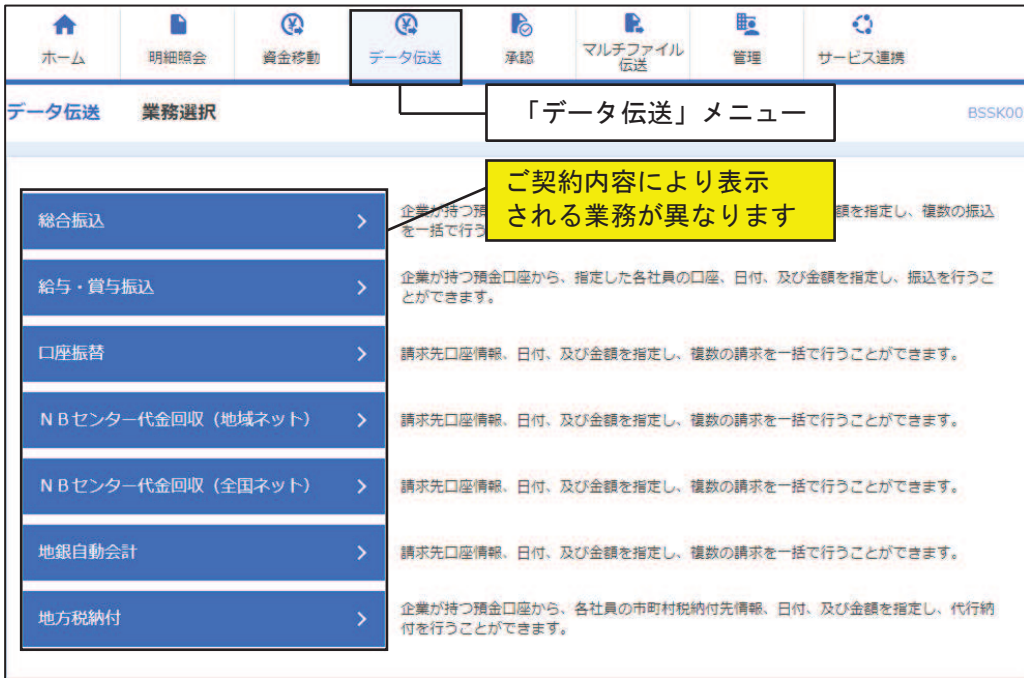 ホーム
明細照会
資金移動
データ伝送
承認
マルチファイル
伝送
管理
サービス連携
データ伝送 業務選択
「データ伝送」メニュー
BSSK00
ご契約内容により表示
される業務が異なります
総合振込
企業が持つ預
額を指定し、複数の振込
を一括で行う
給与・賞与振込
企業が持つ預金口座から、指定した各社員の口座、日付、及び金額を指定し、振込を行うこ
とができます。
口座振替
請求先口座情報、日付、及び金額を指定し、複数の請求を一括で行うことができます。
ＮＢセンター代金回収（地域ネット）
請求先口座情報、日付、及び金額を指定し、複数の請求を一括で行うことができます。
ＮＢセンター代金回収（全国ネット）
請求先口座情報、日付、及び金額を指定し、複数の請求を一括で行うことができます。
地銀自動会計
請求先口座情報、日付、及び金額を指定し、複数の請求を一括で行うことができます。
地方税納付
企業が持つ預金口座から、各社員の市町村税納付先情報、日付、及び金額を指定し、代行納
付を行うことができます。